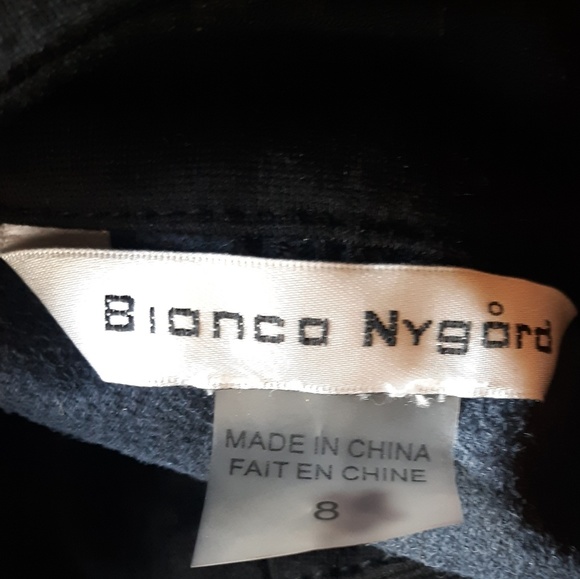 Bianca Nygård
MADE IN CHINA
FAIT EN CHINE
8